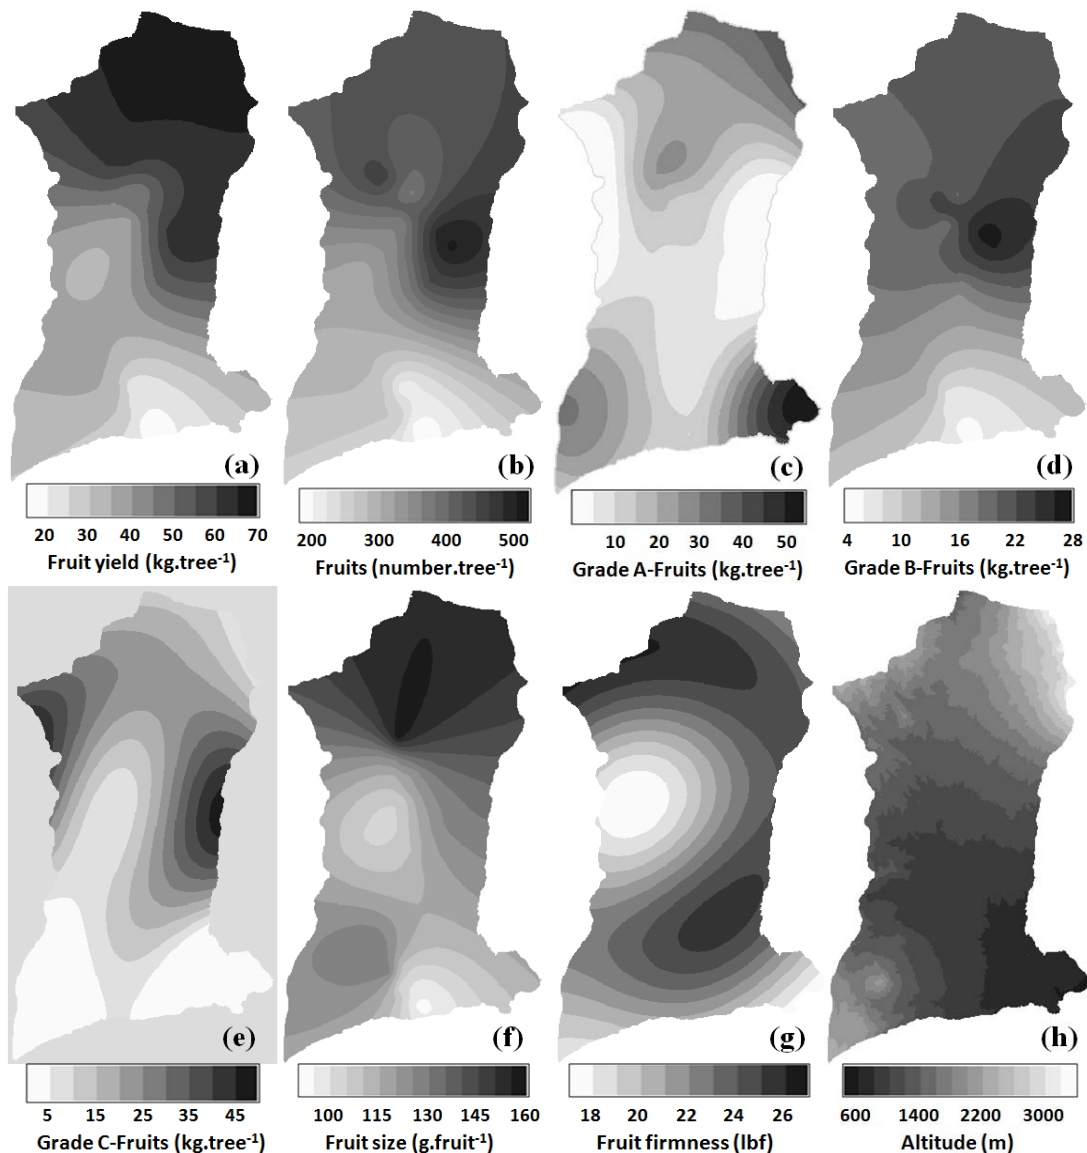 (a) (b) (c) (d)
20 30 40 50 60 70
Fruit yield (kg.tree⁻¹)
200 300 400 500
Fruits (number.tree⁻¹)
10 20 30 40 50
Grade A-Fruits (kg.tree⁻¹)
4 10 16 22 28
Grade B-Fruits (kg.tree⁻¹)
(e) (f) (g) (h)
5 15 25 35 45
Grade C-Fruits (kg.tree⁻¹)
100 115 130 145 160
Fruit size (g.fruit⁻¹)
18 20 22 24 26
Fruit firmness (lbf)
600 1400 2200 3000
Altitude (m)